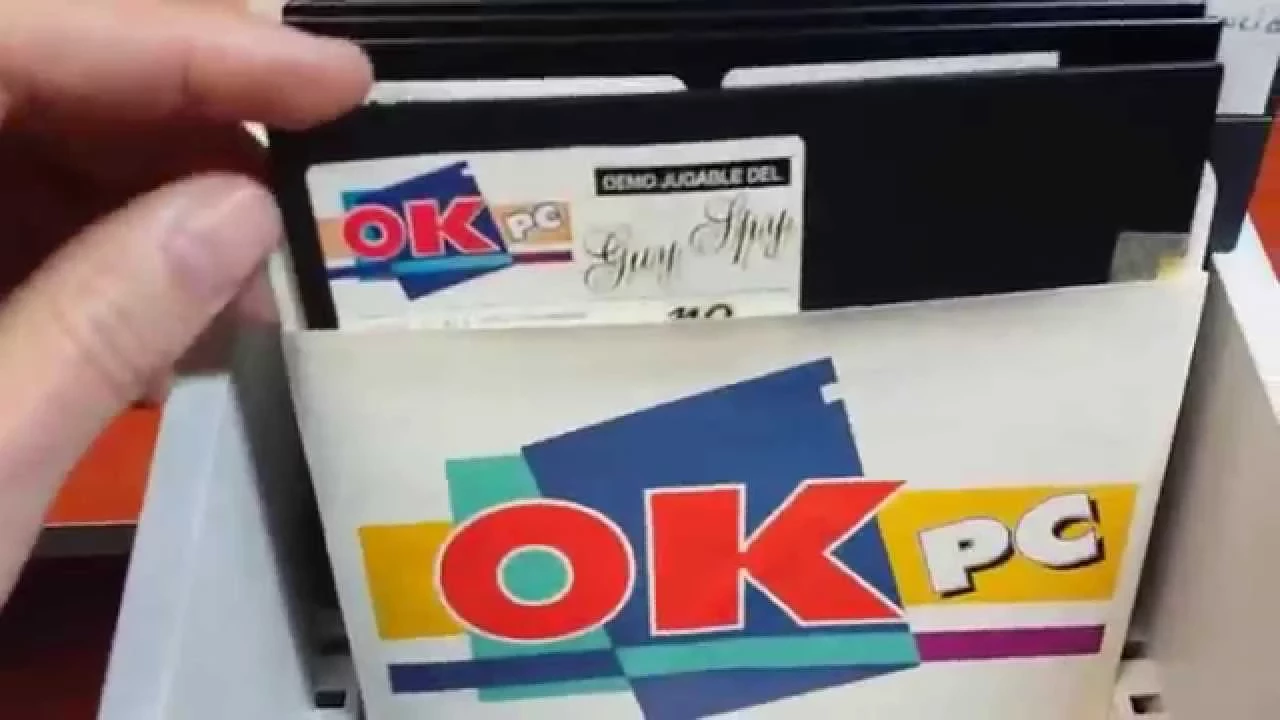 OK PC
DEMO JUGABLE DEL
Guy Spy
OK PC